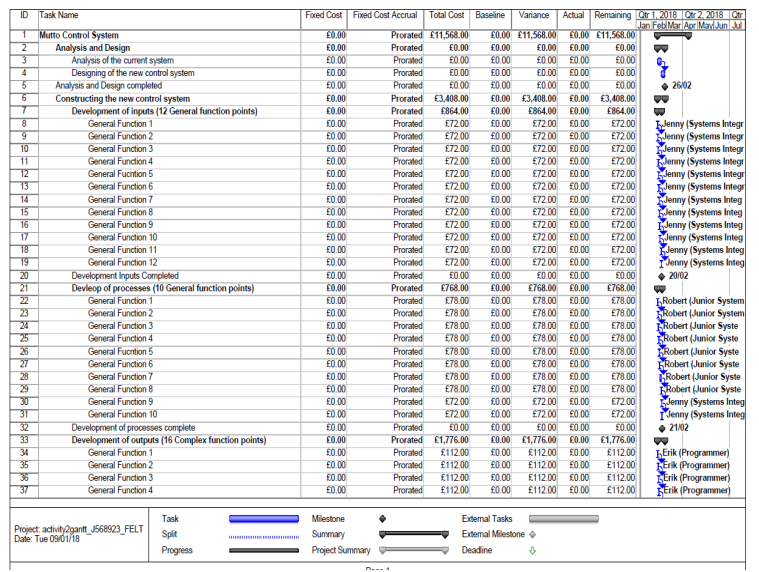 ID Task Name Fixed Cost Fixed Cost Accrual Total Cost Baseline Variance Actual Remaining Qtr 1, 2018 Qtr 2, 2018 Qtr
Jan Feb Mar Apr May Jun Jul
1 Mutto Control System £0.00 Prorated £11,568.00 £0.00 £11,568.00 £0.00 £11,568.00
2 Analysis and Design £0.00 Prorated £0.00 £0.00 £0.00 £0.00 £0.00
3 Analysis of the current system £0.00 Prorated £0.00 £0.00 £0.00 £0.00 £0.00
4 Designing of the new control system £0.00 Prorated £0.00 £0.00 £0.00 £0.00 £0.00
5 Analysis and Design completed £0.00 Prorated £0.00 £0.00 £0.00 £0.00 £0.00 26/02
6 Constructing the new control system £0.00 Prorated £3,408.00 £0.00 £3,408.00 £0.00 £3,408.00
7 Development of inputs (12 General function points) £0.00 Prorated £864.00 £0.00 £864.00 £0.00 £864.00
8 General Function 1 £0.00 Prorated £72.00 £0.00 £72.00 £0.00 £72.00 Jenny (Systems Integr
9 General Function 2 £0.00 Prorated £72.00 £0.00 £72.00 £0.00 £72.00 Jenny (Systems Integr
10 General Function 3 £0.00 Prorated £72.00 £0.00 £72.00 £0.00 £72.00 Jenny (Systems Integr
11 General Function 4 £0.00 Prorated £72.00 £0.00 £72.00 £0.00 £72.00 Jenny (Systems Integr
12 General Fucntion 5 £0.00 Prorated £72.00 £0.00 £72.00 £0.00 £72.00 Jenny (Systems Integr
13 General Function 6 £0.00 Prorated £72.00 £0.00 £72.00 £0.00 £72.00 Jenny (Systems Integr
14 General Function 7 £0.00 Prorated £72.00 £0.00 £72.00 £0.00 £72.00 Jenny (Systems Integ
15 General Function 8 £0.00 Prorated £72.00 £0.00 £72.00 £0.00 £72.00 Jenny (Systems Integ
16 General Function 9 £0.00 Prorated £72.00 £0.00 £72.00 £0.00 £72.00 Jenny (Systems Integ
17 General Function 10 £0.00 Prorated £72.00 £0.00 £72.00 £0.00 £72.00 Jenny (Systems Integ
18 General Function 11 £0.00 Prorated £72.00 £0.00 £72.00 £0.00 £72.00 Jenny (Systems Integ
19 General Function 12 £0.00 Prorated £72.00 £0.00 £72.00 £0.00 £72.00 Jenny (Systems Integ
20 Development Inputs Completed £0.00 Prorated £0.00 £0.00 £0.00 £0.00 £0.00 20/02
21 Devleop of processes (10 General function points) £0.00 Prorated £768.00 £0.00 £768.00 £0.00 £768.00
22 General Function 1 £0.00 Prorated £78.00 £0.00 £78.00 £0.00 £78.00 Robert (Junior System
23 General Function 2 £0.00 Prorated £78.00 £0.00 £78.00 £0.00 £78.00 Robert (Junior System
24 General Function 3 £0.00 Prorated £78.00 £0.00 £78.00 £0.00 £78.00 Robert (Junior Syste
25 General Function 4 £0.00 Prorated £78.00 £0.00 £78.00 £0.00 £78.00 Robert (Junior Syste
26 General Fucntion 5 £0.00 Prorated £78.00 £0.00 £78.00 £0.00 £78.00 Robert (Junior Syste
27 General Function 6 £0.00 Prorated £78.00 £0.00 £78.00 £0.00 £78.00 Robert (Junior Syste
28 General Function 7 £0.00 Prorated £78.00 £0.00 £78.00 £0.00 £78.00 Robert (Junior Syste
29 General Function 8 £0.00 Prorated £78.00 £0.00 £78.00 £0.00 £78.00 Robert (Junior Syste
30 General Function 9 £0.00 Prorated £72.00 £0.00 £72.00 £0.00 £72.00 Jenny (Systems Integ
31 General Function 10 £0.00 Prorated £72.00 £0.00 £72.00 £0.00 £72.00 Jenny (Systems Integ
32 Development of processes complete £0.00 Prorated £0.00 £0.00 £0.00 £0.00 £0.00 21/02
33 Development of outputs (16 Complex function points) £0.00 Prorated £1,776.00 £0.00 £1,776.00 £0.00 £1,776.00
34 General Function 1 £0.00 Prorated £112.00 £0.00 £112.00 £0.00 £112.00 Erik (Programmer)
35 General Function 2 £0.00 Prorated £112.00 £0.00 £112.00 £0.00 £112.00 Erik (Programmer)
36 General Function 3 £0.00 Prorated £112.00 £0.00 £112.00 £0.00 £112.00 Erik (Programmer)
37 General Function 4 £0.00 Prorated £112.00 £0.00 £112.00 £0.00 £112.00 Erik (Programmer)
Project: activity2gantt_J568923_FELT
Date: Tue 09/01/18
Task Milestone External Tasks
Split Summary External Milestone
Progress Project Summary Deadline